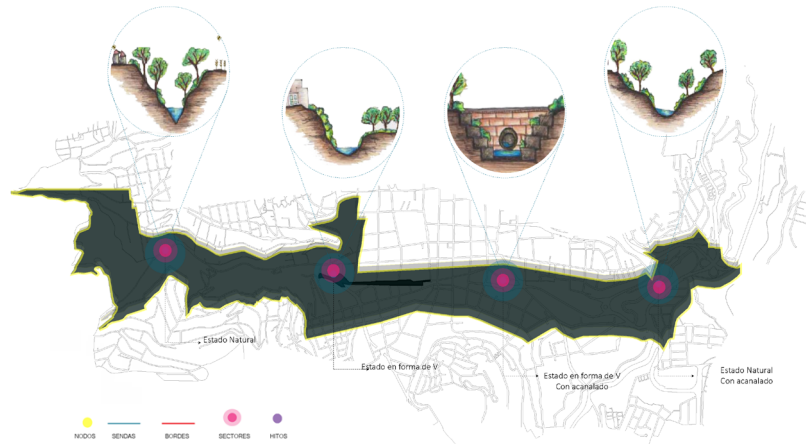 Estado Natural
Estado en forma de V
Estado en forma de V
Con acanalado
Estado Natural
Con acanalado
NODOS
SENDAS
BORDES
SECTORES
HITOS